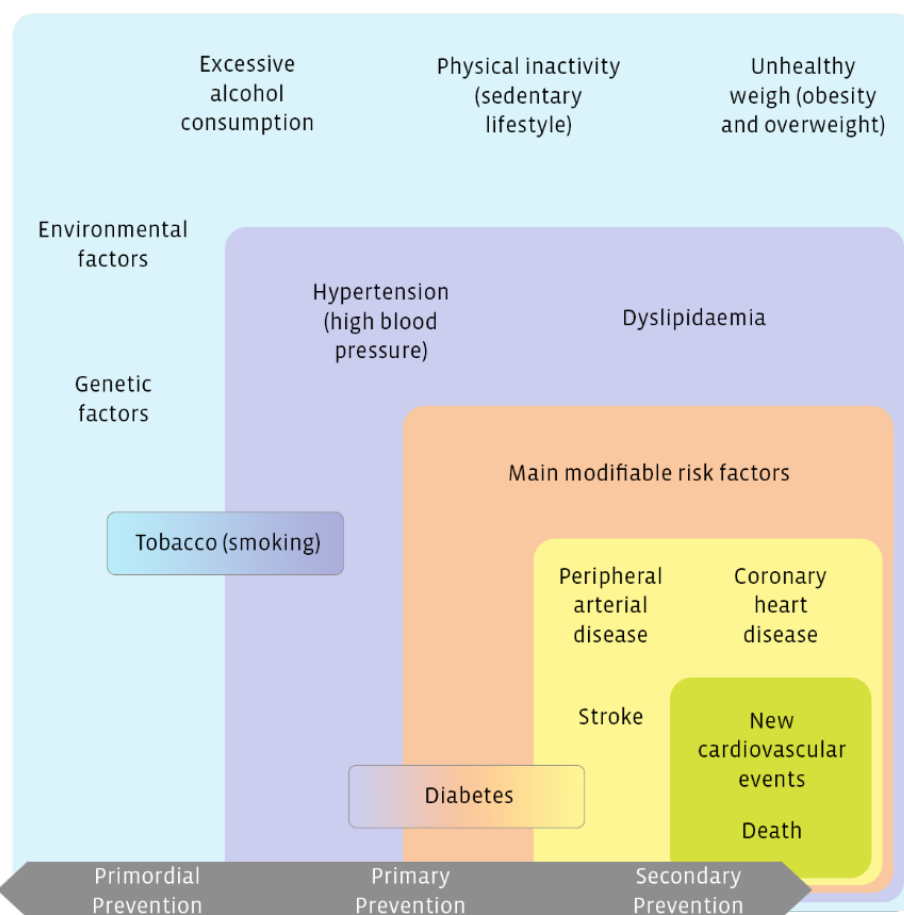 Excessive
alcohol
consumption
Physical inactivity
(sedentary
lifestyle)
Unhealthy
weigh (obesity
and overweight)
Environmental
factors
Hypertension
(high blood
pressure)
Dyslipidaemia
Genetic
factors
Main modifiable risk factors
Tobacco (smoking)
Peripheral
arterial
disease
Coronary
heart
disease
Stroke
New
cardiovascular
events
Diabetes
Death
Primordial
Prevention
Primary
Prevention
Secondary
Prevention